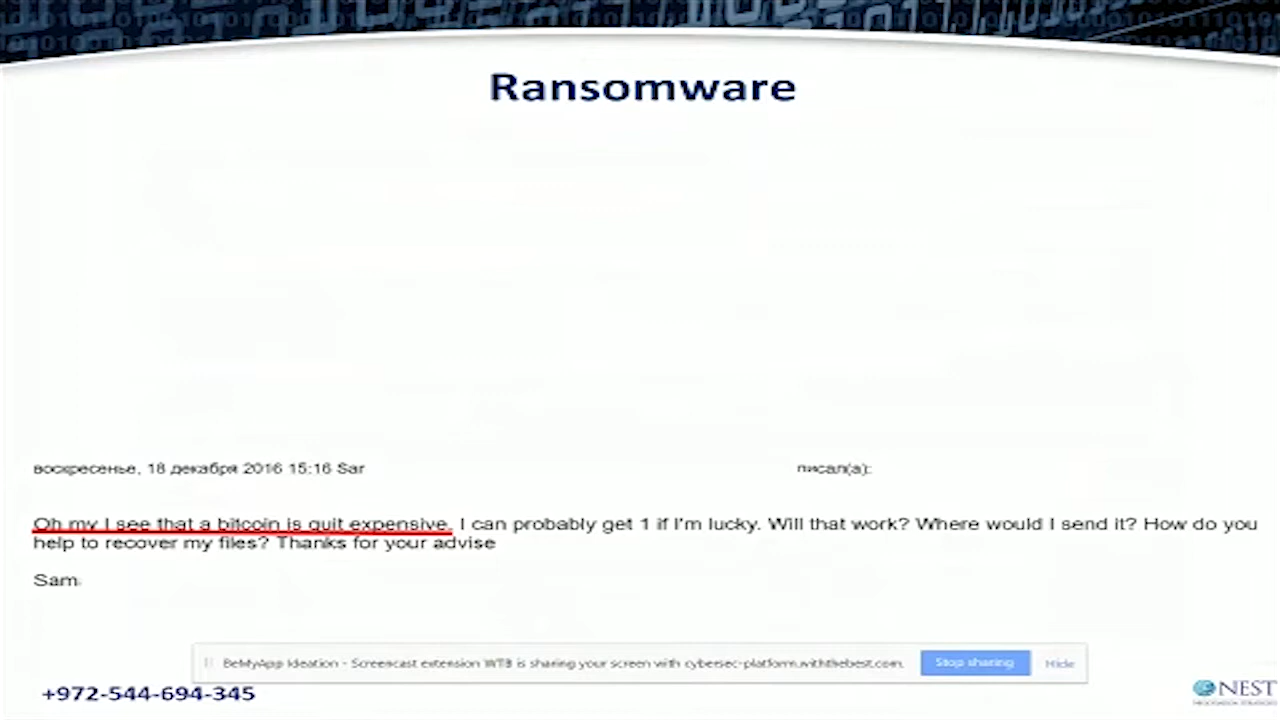 Ransomware
воскресенье, 18 декабря 2016 15:16 Sar писал(а):
Oh my I see that a bitcoin is quit expensive. I can probably get 1 if I'm lucky. Will that work? Where would I send it? How do you
help to recover my files? Thanks for your advise
Sam
BeMyApp Ideation - Screencast extension WTB is sharing your screen with cybersec-platform.withthebest.com. Stop sharing Hide
+972-544-694-345
NEST
NEGOTIATION STRATEGIES